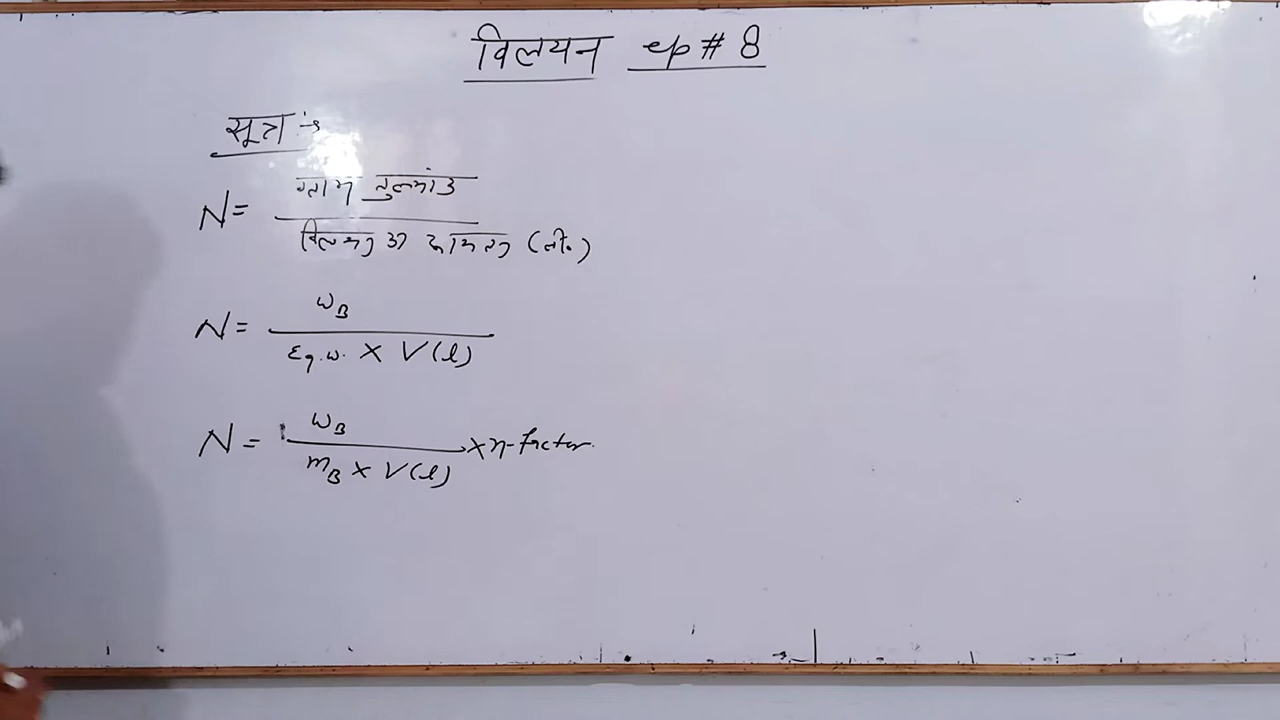 विलयन ep # 8
सूत्र :→
N = ग्राम तुल्यांक
विलयन का आयतन (ली॰)
N = W_B
Eq.w. × V(l)
N = W_B
m_B × V(l) × n-factor.